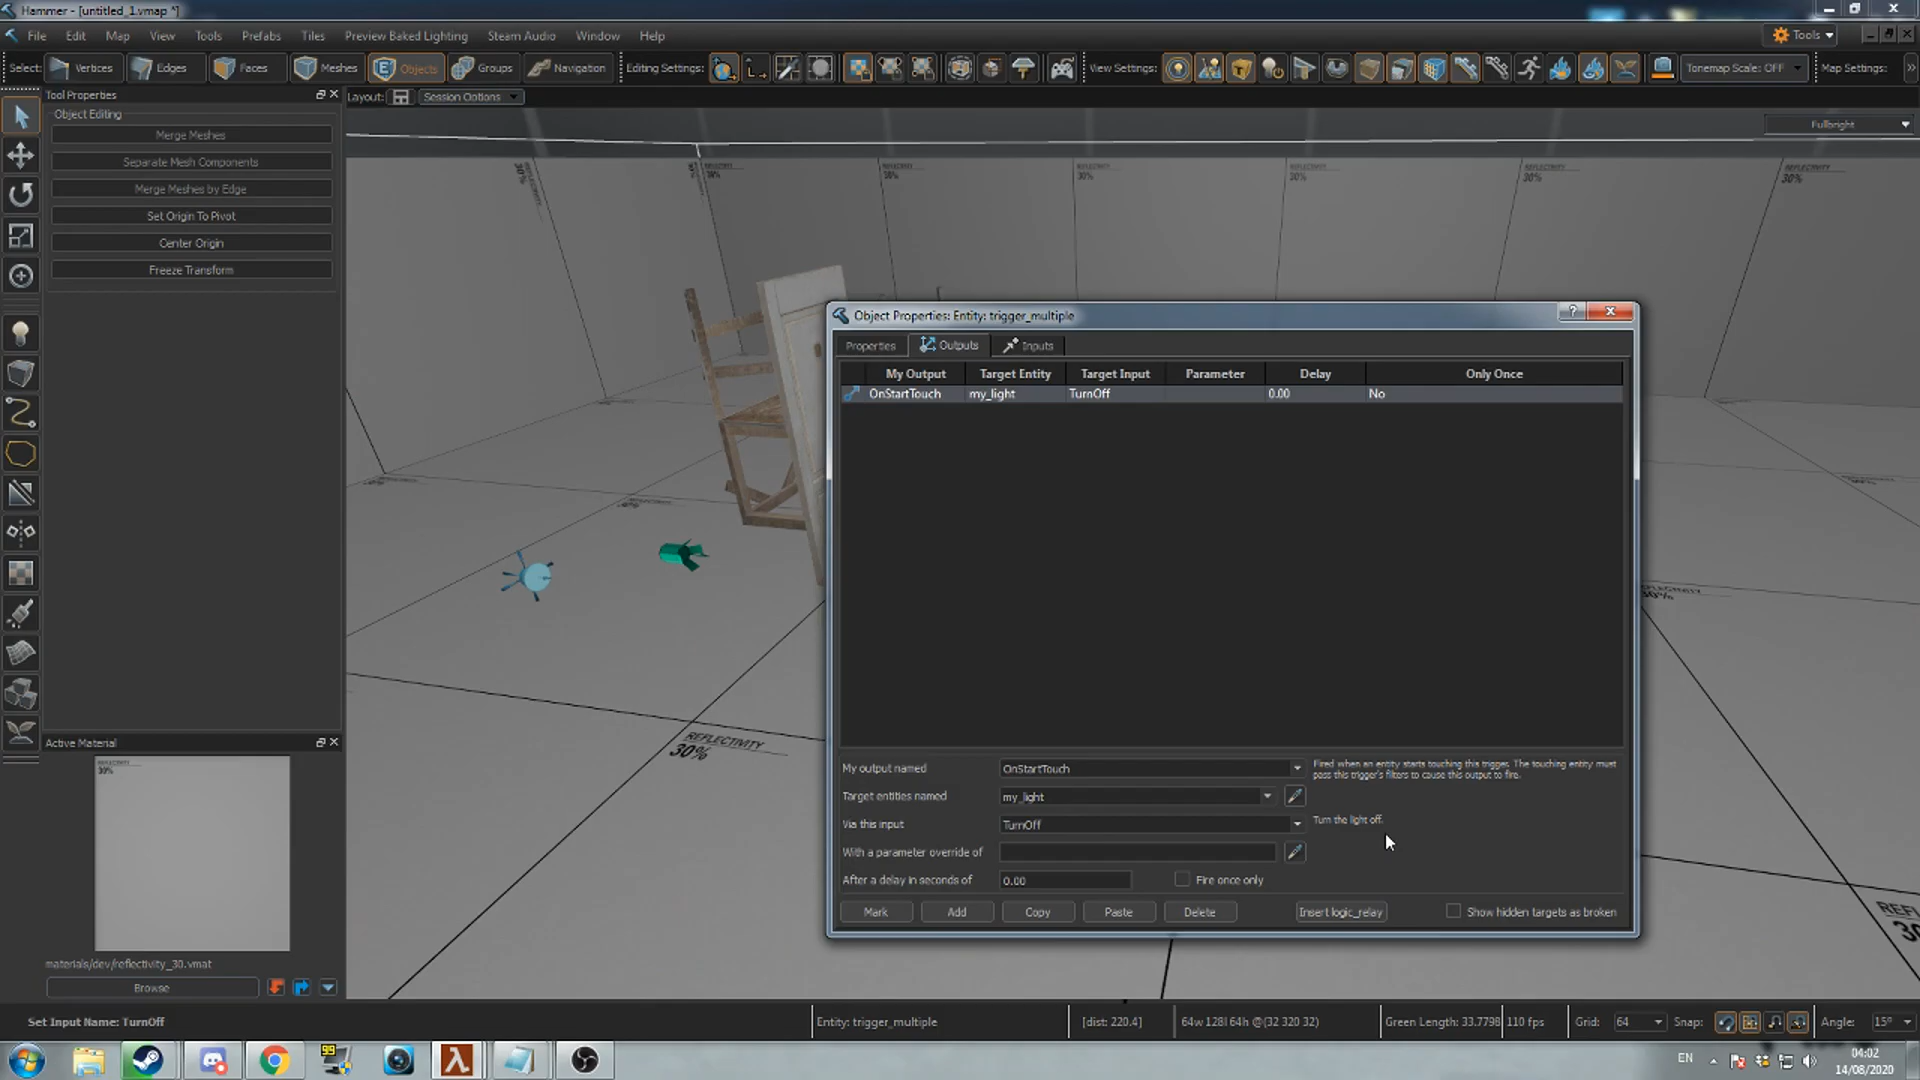 Hammer - [untitled_1.vmap *]
File Edit Map View Tools Prefabs Tiles Preview Baked Lighting Steam Audio Window Help
Tools
Select: Vertices Edges Faces Meshes Objects Groups Navigation Editing Settings: View Settings: Tonemap Scale: OFF Map Settings:
Tool Properties
Layout: Session Options
Object Editing
Fullbright
Merge Meshes
Separate Mesh Components
Merge Meshes by Edge
Set Origin To Pivot
Center Origin
Freeze Transform
REFLECTIVITY
30%
Object Properties: Entity: trigger_multiple
Properties Outputs Inputs
My Output Target Entity Target Input Parameter Delay Only Once
OnStartTouch my_light TurnOff 0.00 No
My output named OnStartTouch
Fired when an entity starts touching this trigger. The touching entity must
pass this trigger's filters to cause this output to fire.
Target entities named my_light
Via this input TurnOff Turn the light off.
With a parameter override of
After a delay in seconds of 0.00 Fire once only
Mark Add Copy Paste Delete Insert logic_relay Show hidden targets as broken
Active Material
REFLECTIVITY
30%
materials/dev/reflectivity_30.vmat
Browse
Set Input Name: TurnOff
Entity: trigger_multiple
[dist: 220.4]
64w 128l 64h @(32 320 32)
Green Length: 33.7798
110 fps
Grid: 64
Snap:
Angle: 15°
EN
04:02
14/08/2020